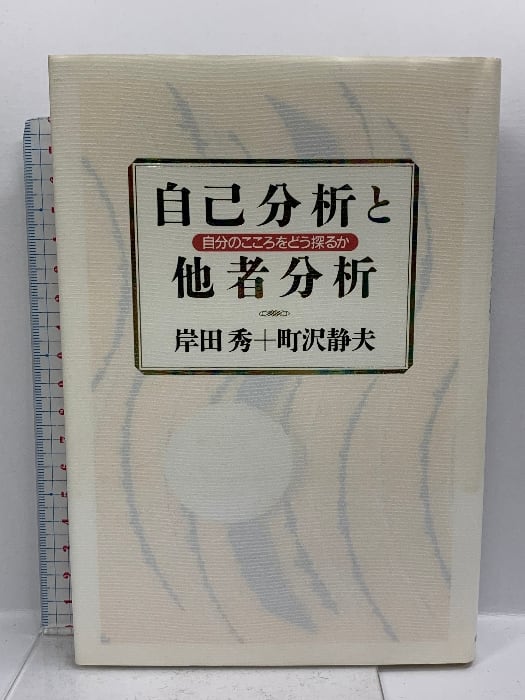 自己分析と
自分のこころをどう探るか
他者分析
岸田秀+町沢静夫